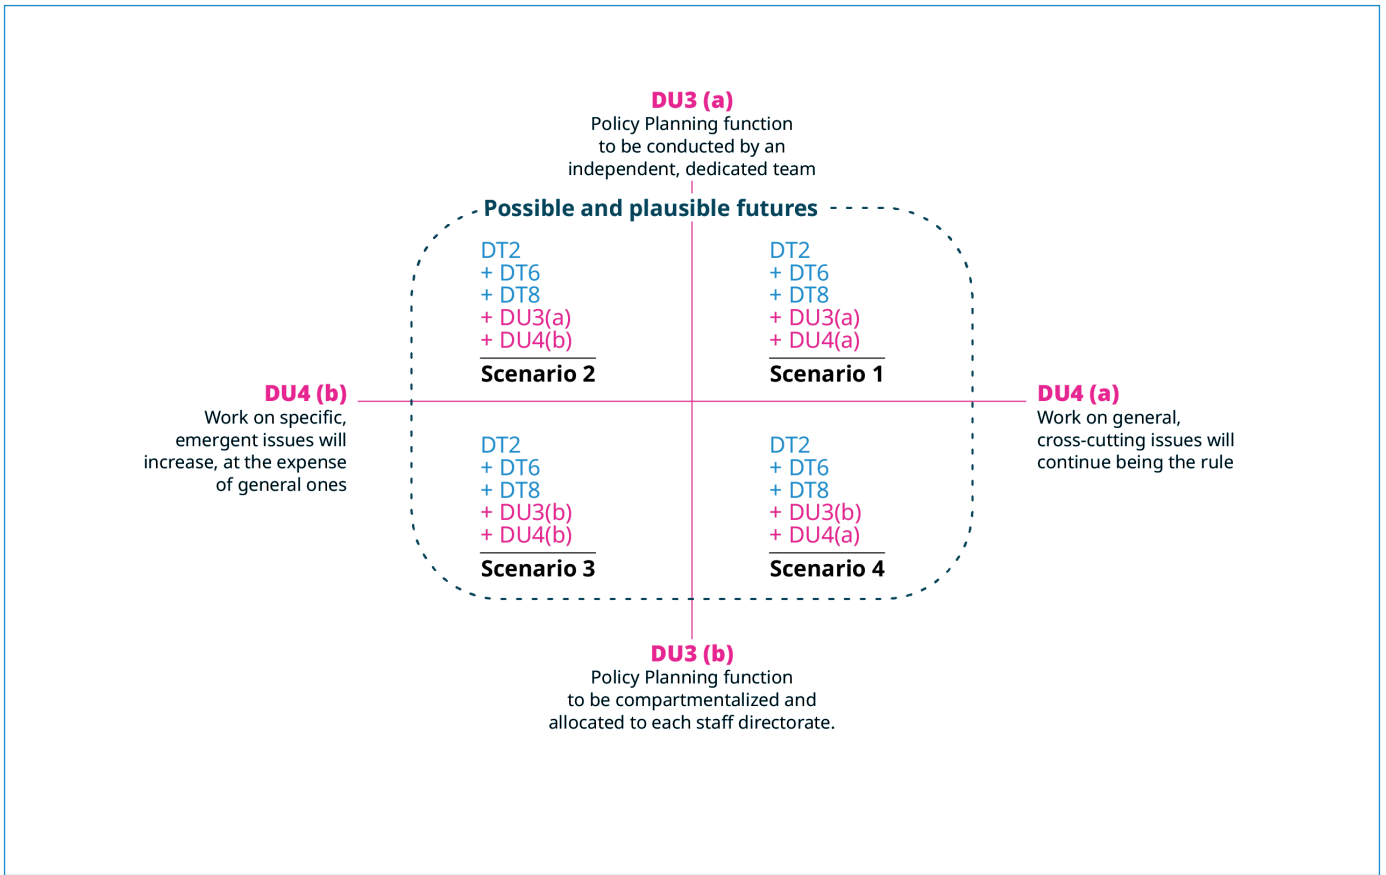 DU3 (a)
Policy Planning function
to be conducted by an
independent, dedicated team
Possible and plausible futures
DT2
+ DT6
+ DT8
+ DU3(a)
+ DU4(b)
Scenario 2
DT2
+ DT6
+ DT8
+ DU3(a)
+ DU4(a)
Scenario 1
DU4 (b)
Work on specific,
emergent issues will
increase, at the expense
of general ones
DU4 (a)
Work on general,
cross-cutting issues will
continue being the rule
DT2
+ DT6
+ DT8
+ DU3(b)
+ DU4(b)
Scenario 3
DT2
+ DT6
+ DT8
+ DU3(b)
+ DU4(a)
Scenario 4
DU3 (b)
Policy Planning function
to be compartmentalized and
allocated to each staff directorate.